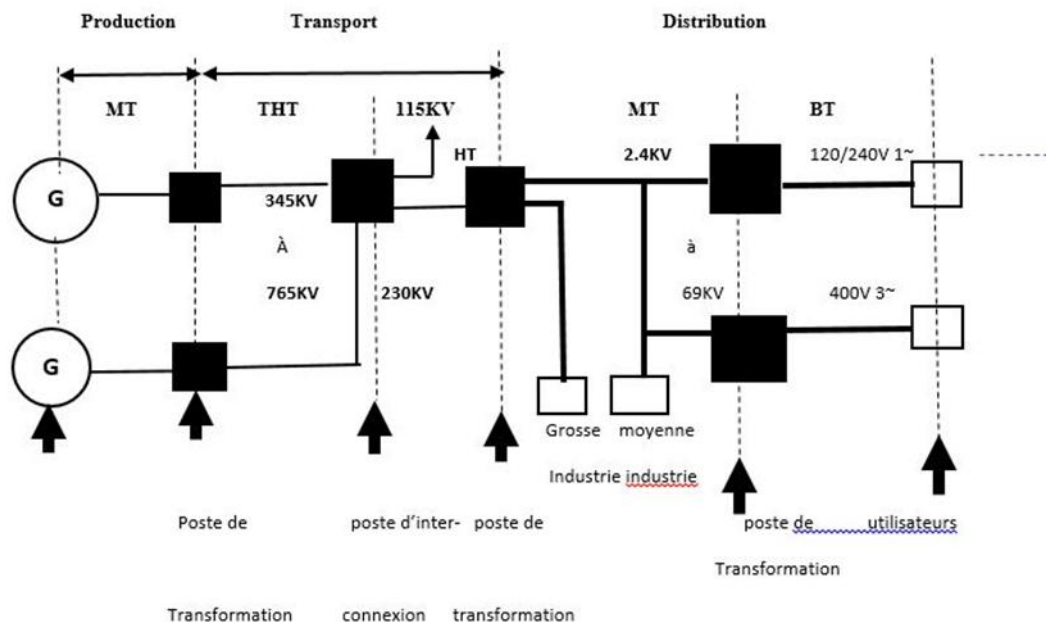 Production Transport Distribution
MT THT 115KV MT BT
HT 2.4KV 120/240V 1~
G 345KV
À à
765KV 230KV 69KV 400V 3~
G
Grosse moyenne
Industrie industrie
Poste de poste d'inter- poste de poste de utilisateurs
Transformation
Transformation connexion transformation